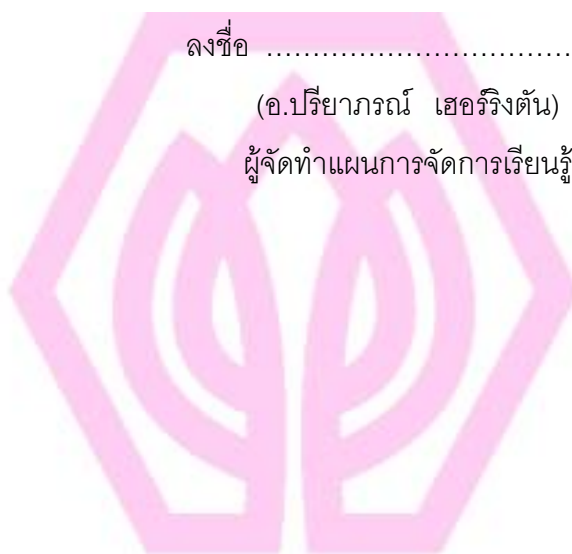 ลงชื่อ .................................
(อ.ปรียาภรณ์ เฮอร์ริงตัน)
ผู้จัดทำแผนการจัดการเรียนรู้